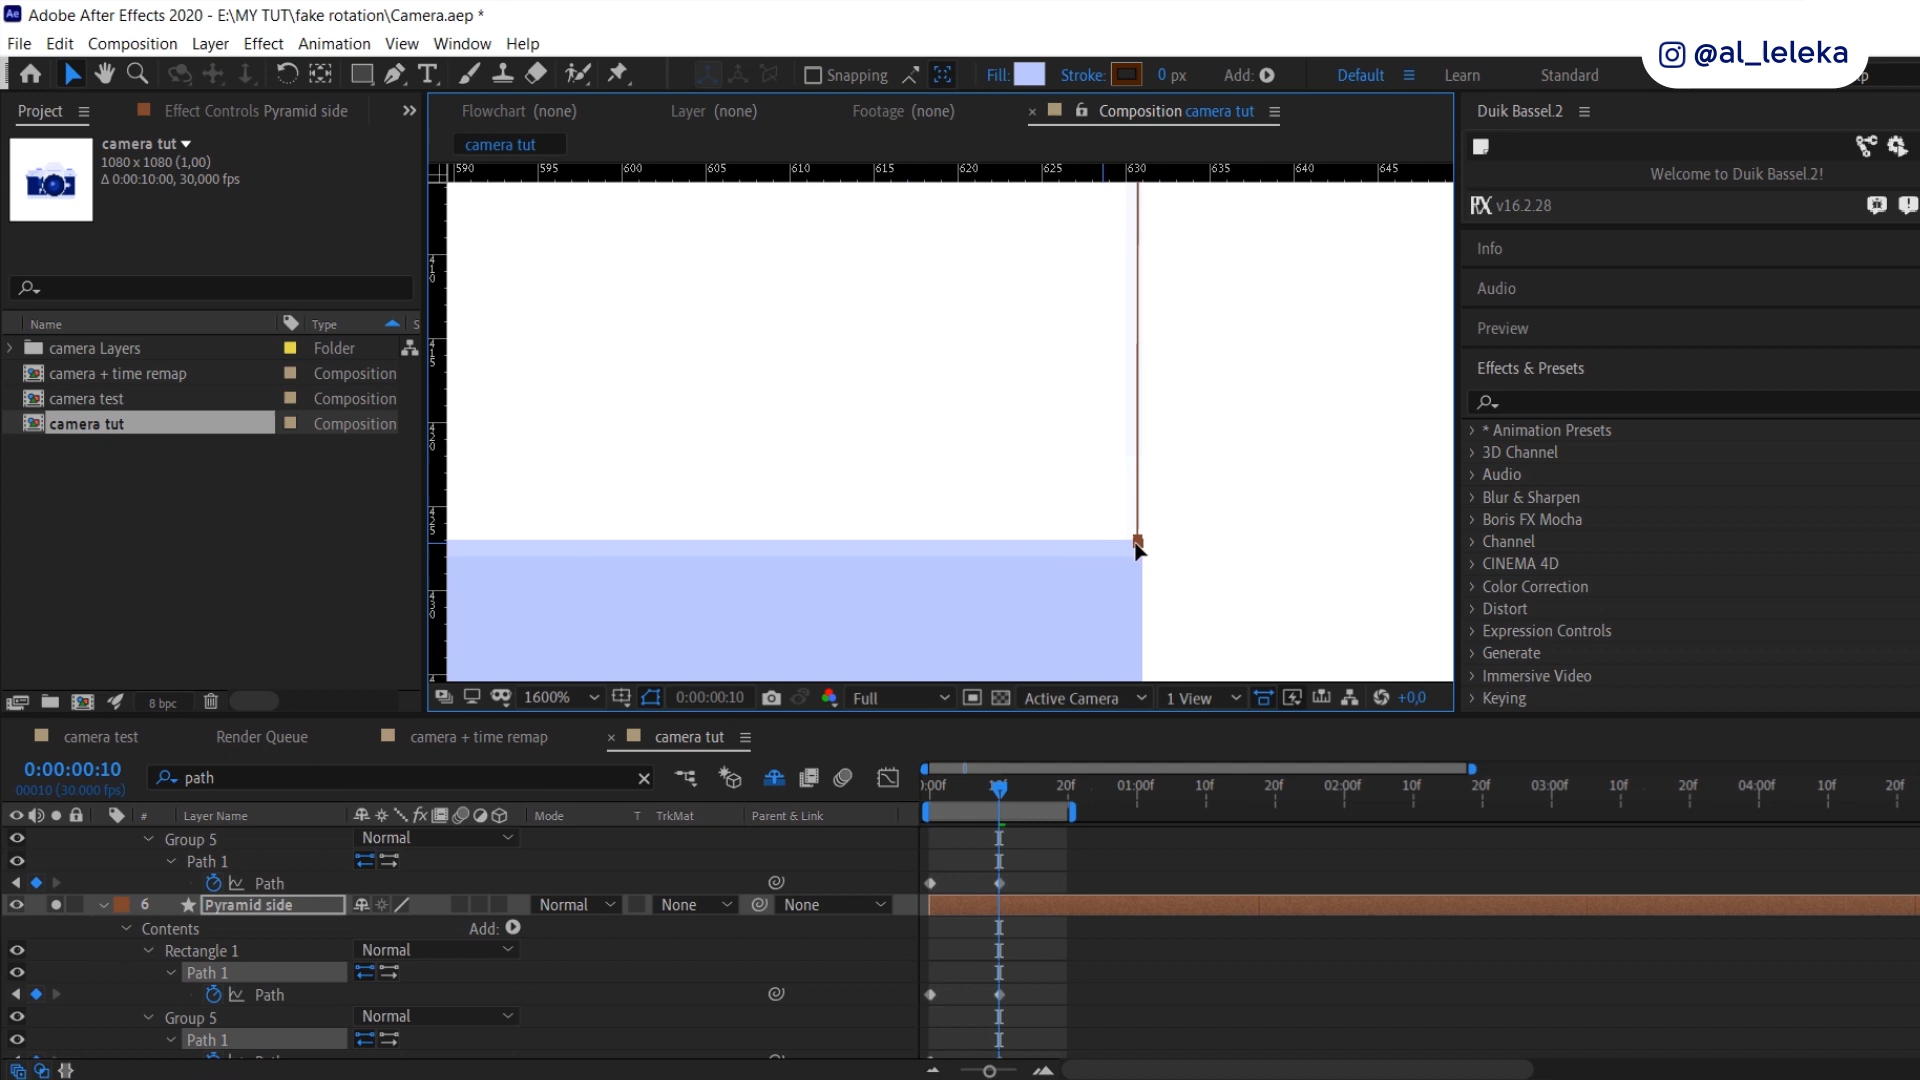 Adobe After Effects 2020 - E:\MY TUT\fake rotation\Camera.aep *
@al_leleka
File Edit Composition Layer Effect Animation View Window Help
Snapping Fill: Stroke: 0 px Add: Default Learn Standard
Project Effect Controls Pyramid side
Flowchart (none) Layer (none) Footage (none) Composition camera tut
Duik Bassel.2
camera tut
1080 x 1080 (1,00)
Δ 0:00:10:00, 30,000 fps
camera tut
590 595 600 605 610 615 620 625 630 635 640 645
Welcome to Duik Bassel.2!
v16.2.28
Info
Audio
Preview
Effects & Presets
Name Type S
camera Layers Folder
camera + time remap Composition
camera test Composition
camera tut Composition
410
415
420
425
430
* Animation Presets
3D Channel
Audio
Blur & Sharpen
Boris FX Mocha
Channel
CINEMA 4D
Color Correction
Distort
Expression Controls
Generate
Immersive Video
Keying
8 bpc
1600% 0:00:00:10 Full Active Camera 1 View +0,0
camera test Render Queue camera + time remap camera tut
0:00:00:10
00010 (30.000 fps)
path
20f 01:00f 10f 20f 02:00f 10f 20f 03:00f 10f 20f 04:00f 10f 20f
# Layer Name Mode T TrkMat Parent & Link
Group 5 Normal
Path 1
Path
6 Pyramid side Normal None None
Contents Add:
Rectangle 1 Normal
Path 1
Path
Group 5 Normal
Path 1